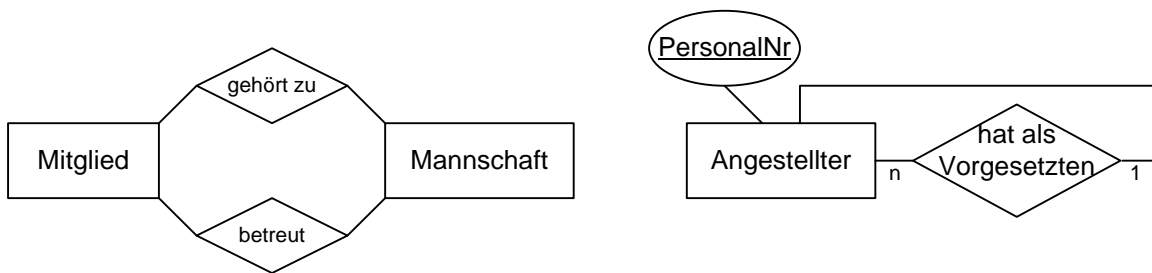 gehört zu
Mitglied
Mannschaft
betreut
PersonalNr
Angestellter
n
hat als
Vorgesetzten
1